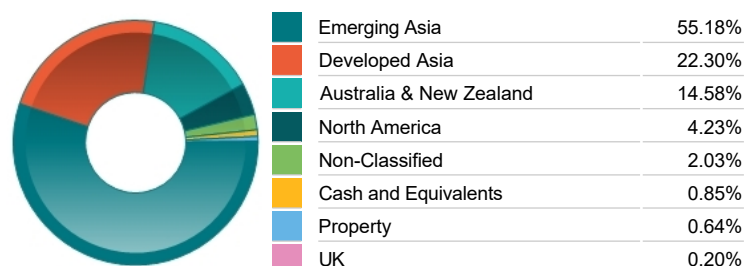 Emerging Asia 55.18%
Developed Asia 22.30%
Australia & New Zealand 14.58%
North America 4.23%
Non-Classified 2.03%
Cash and Equivalents 0.85%
Property 0.64%
UK 0.20%